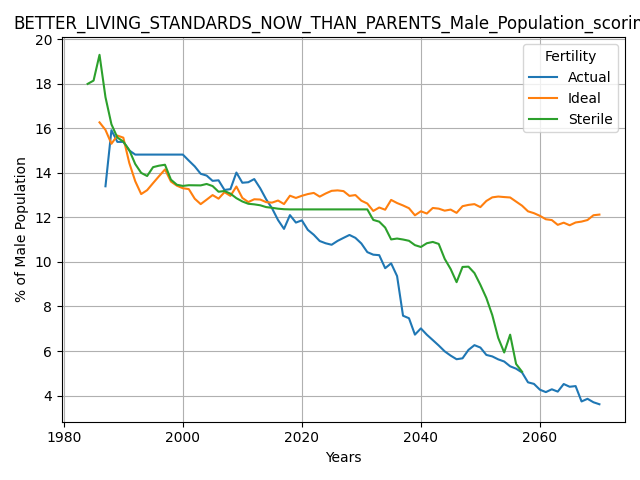 BETTER_LIVING_STANDARDS_NOW_THAN_PARENTS_Male_Population_scorin
20
18
16
14
12
10
8
6
4
% of Male Population
Fertility
Actual
Ideal
Sterile
1980
2000
2020
2040
2060
Years